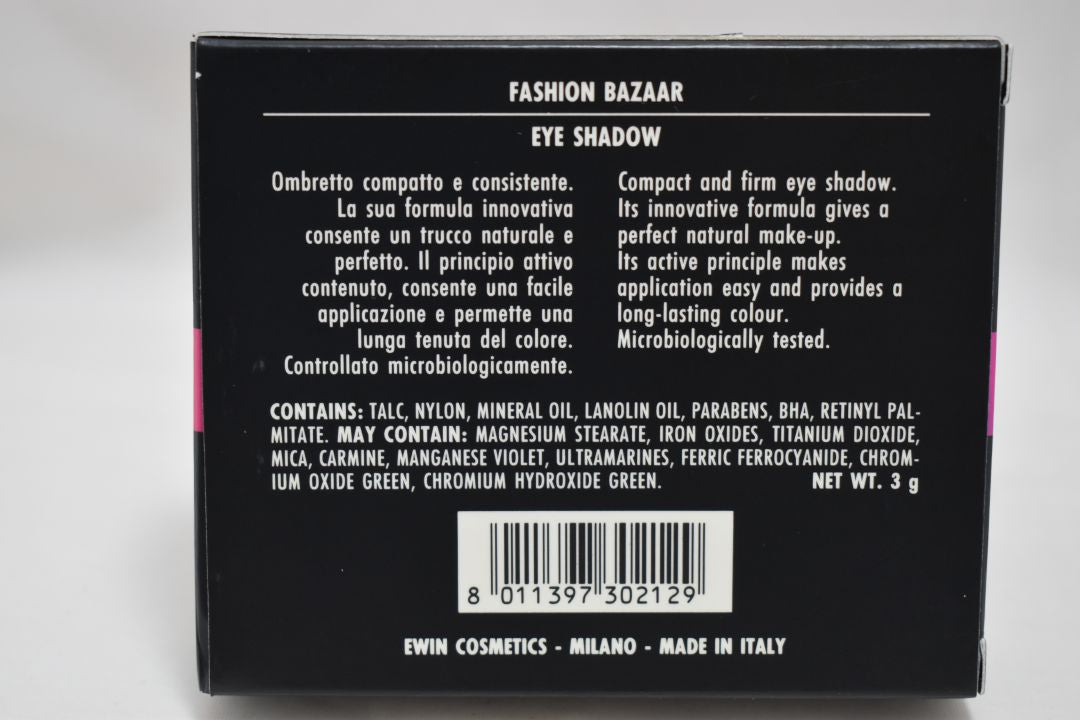 FASHION BAZAAR
EYE SHADOW
Ombretto compatto e consistente.
La sua formula innovativa
consente un trucco naturale e
perfetto. Il principio attivo
contenuto, consente una facile
applicazione e permette una
lunga tenuta del colore.
Controllato microbiologicamente.
Compact and firm eye shadow.
Its innovative formula gives a
perfect natural make-up.
Its active principle makes
application easy and provides a
long-lasting colour.
Microbiologically tested.
CONTAINS: TALC, NYLON, MINERAL OIL, LANOLIN OIL, PARABENS, BHA, RETINYL PAL-
MITATE. MAY CONTAIN: MAGNESIUM STEARATE, IRON OXIDES, TITANIUM DIOXIDE,
MICA, CARMINE, MANGANESE VIOLET, ULTRAMARINES, FERRIC FERROCYANIDE, CHROM-
IUM OXIDE GREEN, CHROMIUM HYDROXIDE GREEN. NET WT. 3 g
8 011397 302129
EWIN COSMETICS - MILANO - MADE IN ITALY